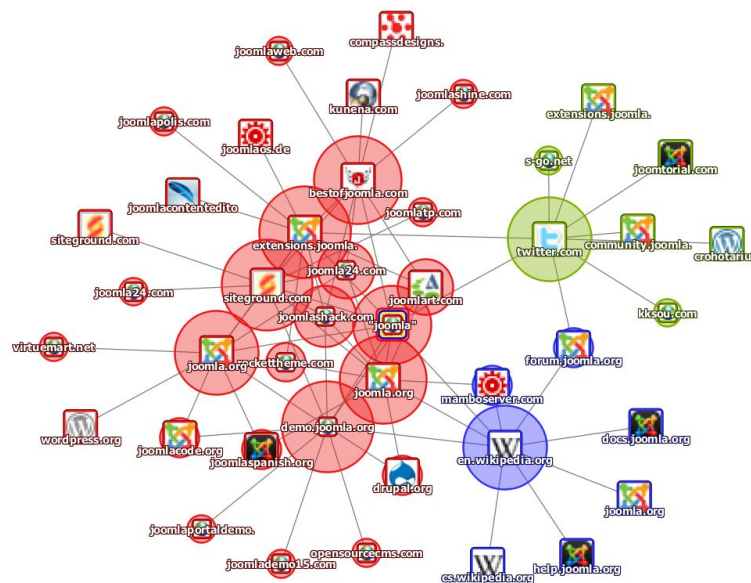 joomlaweb.com
compassdesigns.
kunena.com
joomlashine.com
extensions.joomla.
joomlapolis.com
joomlaos.de
s-go.net
joomtorial.com
bestofjoomla.com
joomlacontentedito
joomlatp.com
siteground.com
extensions.joomla.
twitter.com
community.joomla.
crohotariu
joomla24.com
joomla24.com
siteground.com
joomlart.com
joomlashack.com
"joomla"
kksou.com
virtuemart.net
joomla.org
rockettheme.com
forum.joomla.org
joomla.org
mamboserver.com
demo.joomla.org
wordpress.org
joomlacode.org
joomlaspanish.org
en.wikipedia.org
docs.joomla.org
drupal.org
joomla.org
joomlaportaldemo.
opensourcecms.com
joomlademo15.com
cs.wikipedia.org
help.joomla.org